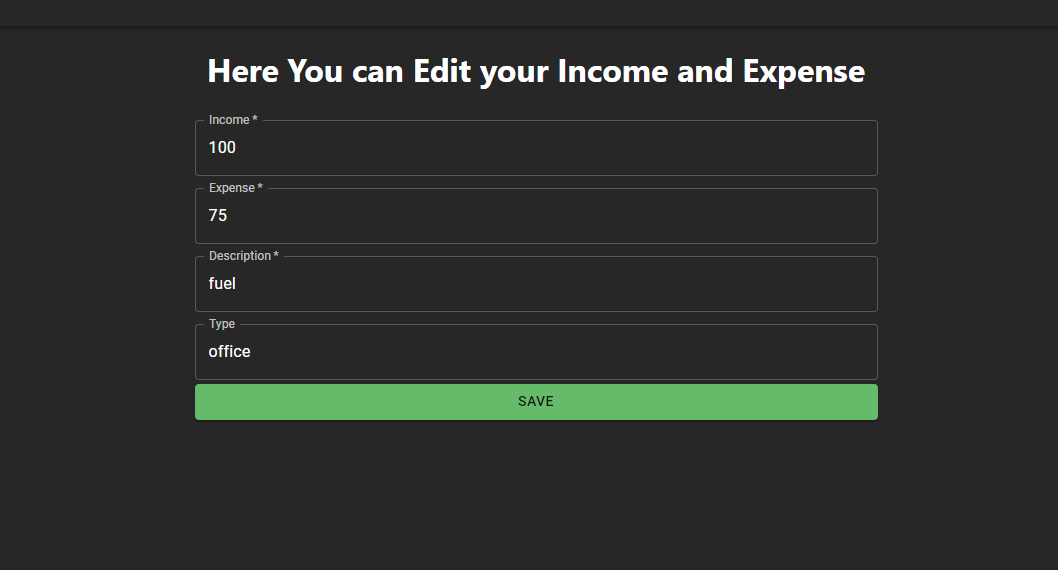 Here You can Edit your Income and Expense
Income *
100
Expense *
75
Description *
fuel
Type
office
SAVE